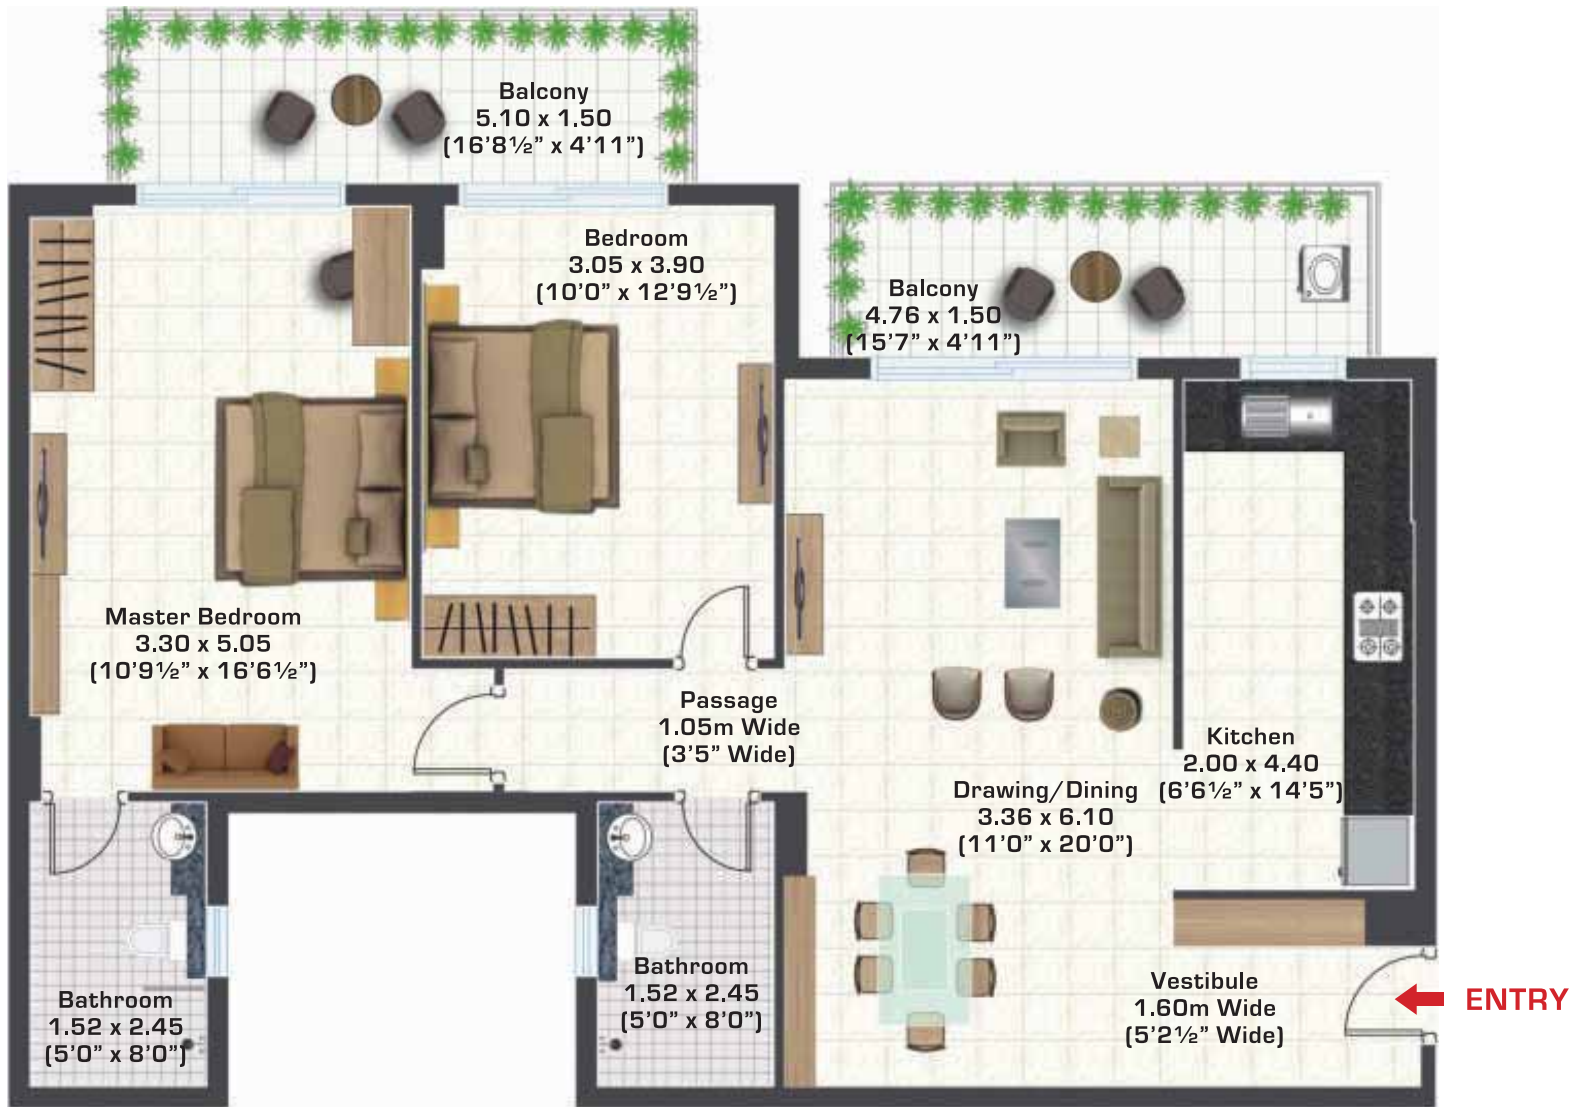 Balcony
5.10 x 1.50
(16’8½” x 4’11”)
Bedroom
3.05 x 3.90
(10’0” x 12’9½”)
Balcony
4.76 x 1.50
(15’7” x 4’11”)
Master Bedroom
3.30 x 5.05
(10’9½” x 16’6½”)
Passage
1.05m Wide
(3’5” Wide)
Kitchen
2.00 x 4.40
(6’6½” x 14’5”)
Drawing/Dining
3.36 x 6.10
(11’0” x 20’0”)
Bathroom
1.52 x 2.45
(5’0” x 8’0”)
Bathroom
1.52 x 2.45
(5’0” x 8’0”)
Vestibule
1.60m Wide
(5’2½” Wide)
ENTRY